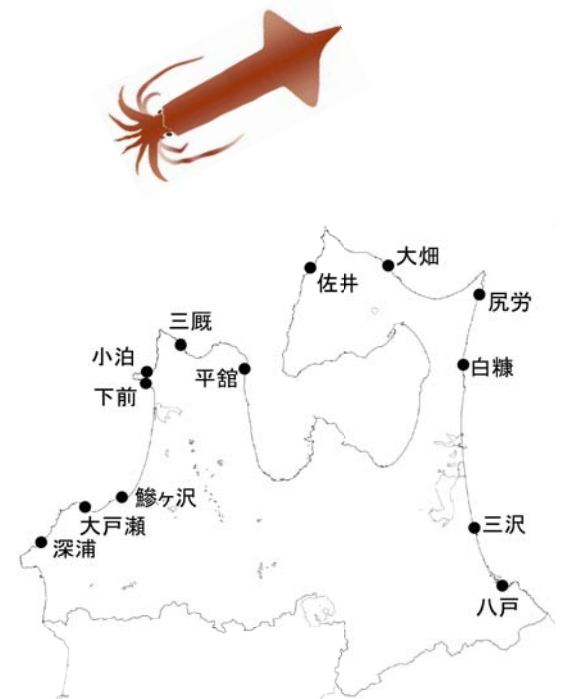 大畑
佐井
尻労
三厩
小泊
平舘
白糠
下前
鰺ヶ沢
大戸瀬
三沢
深浦
八戸